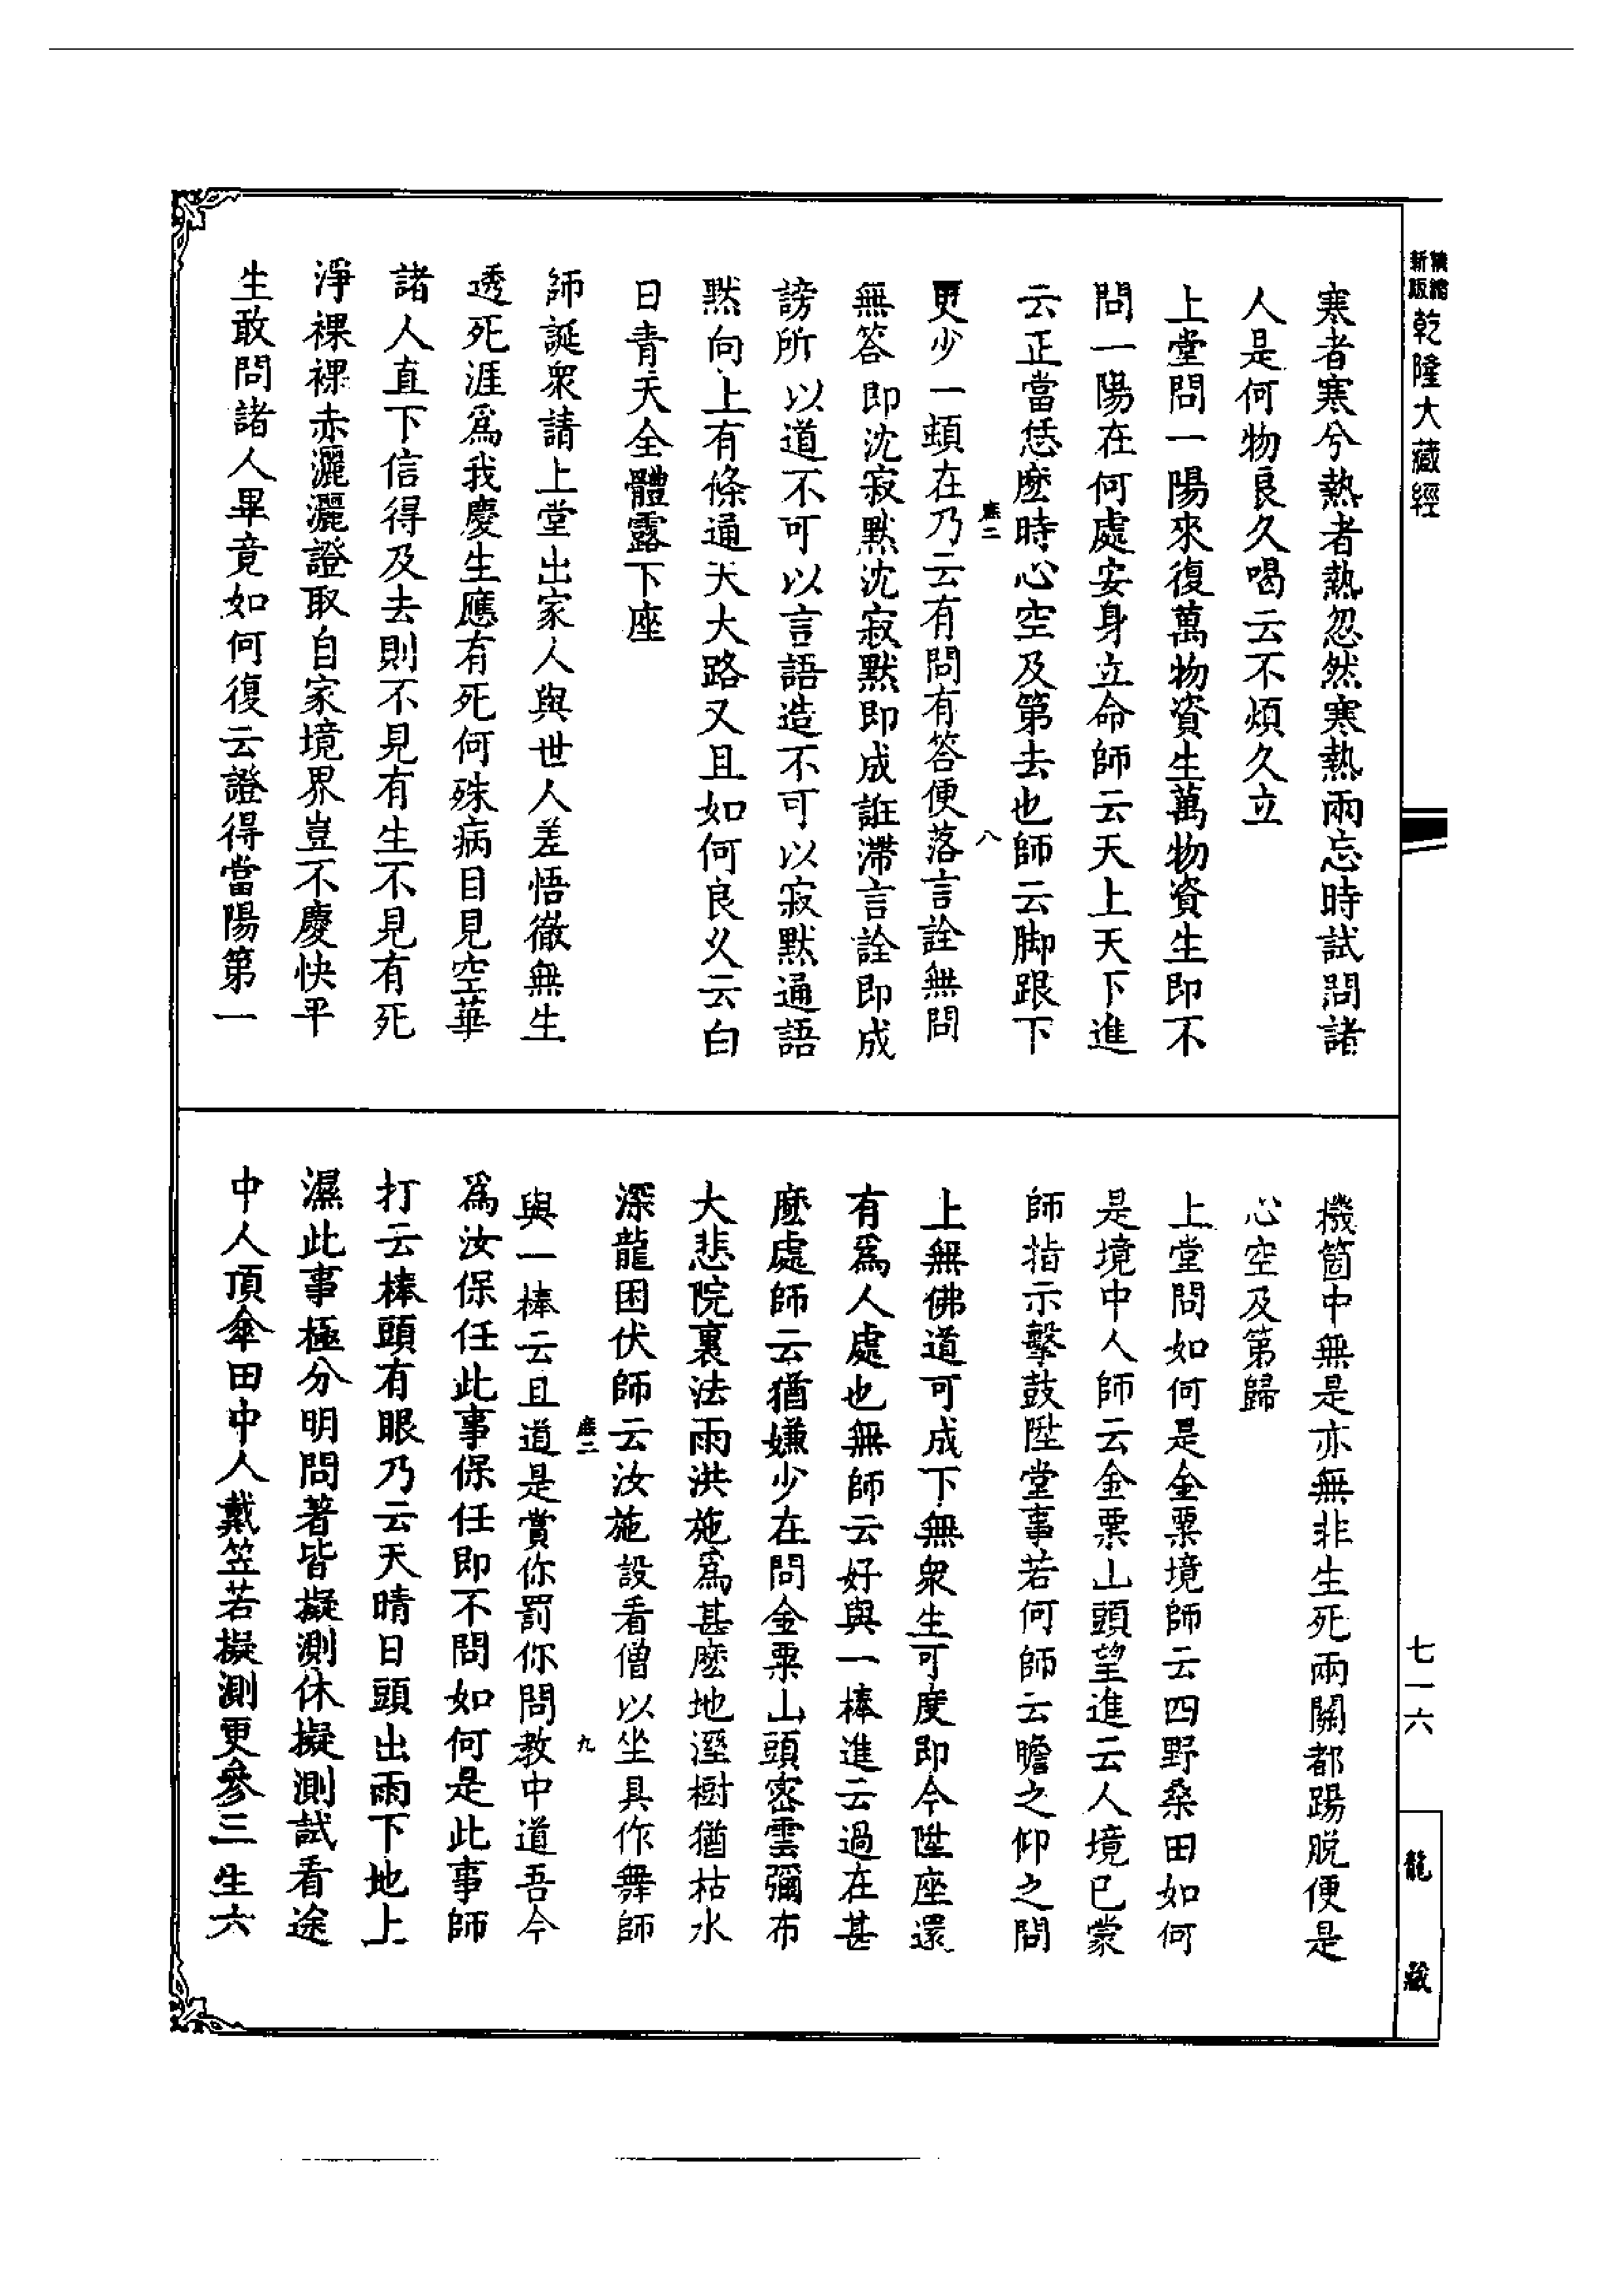 乾隆大藏經
寒者寒兮熱者熱忽然寒熱兩忘時試問諸
人是何物良久喝云不煩久立
上堂問一陽來復萬物資生萬物資生即不
問一陽在何處安身立命師云天上天下進
云正當恁麽時心空及第去也師云脚跟下
八
更少一頓在乃云有問有答便落言詮無問
無答即沈寂默沈寂默即成誑滯言詮即成
謗所以道不可以言語造不可以寂默通語
默向上有條通天大路又且如何良久云白
日青天全體露下座
師誕衆請上堂出家人與世人差悟徹無生
透死涯爲我慶生應有死何殊病目見空華
諸人直下信得及去則不見有生不見有死
淨裸裸赤灑灑證取自家境界豈不慶快平
生敢問諸人畢竟如何復云證得當陽第一
機箇中無是亦無非生死兩關都踢脱便是
心空及第歸
上堂問如何是金粟境師云四野桑田如何
是境中人師云金粟山頭望進云人境已蒙
師指示擊鼓陞堂事若何師云瞻之仰之問
上無佛道可成下無衆生可度即今陞座還
有爲人處也無師云好與一棒進云過在甚
麽處師云猶嫌少在問金粟山頭密雲彌布
大悲院裏法雨洪施爲甚麽地溼樹猶枯水
深龍困伏師云汝施設看僧以坐具作舞師
九
與一棒云且道是賞你罰你問教中道吾今
爲汝保任此事保任即不問如何是此事師
打云棒頭有眼乃云天晴日頭出雨下地上
濕此事極分明問著皆擬測休擬測試看途
中人頂傘田中人戴笠若擬測更參三生六
七一六
龍藏